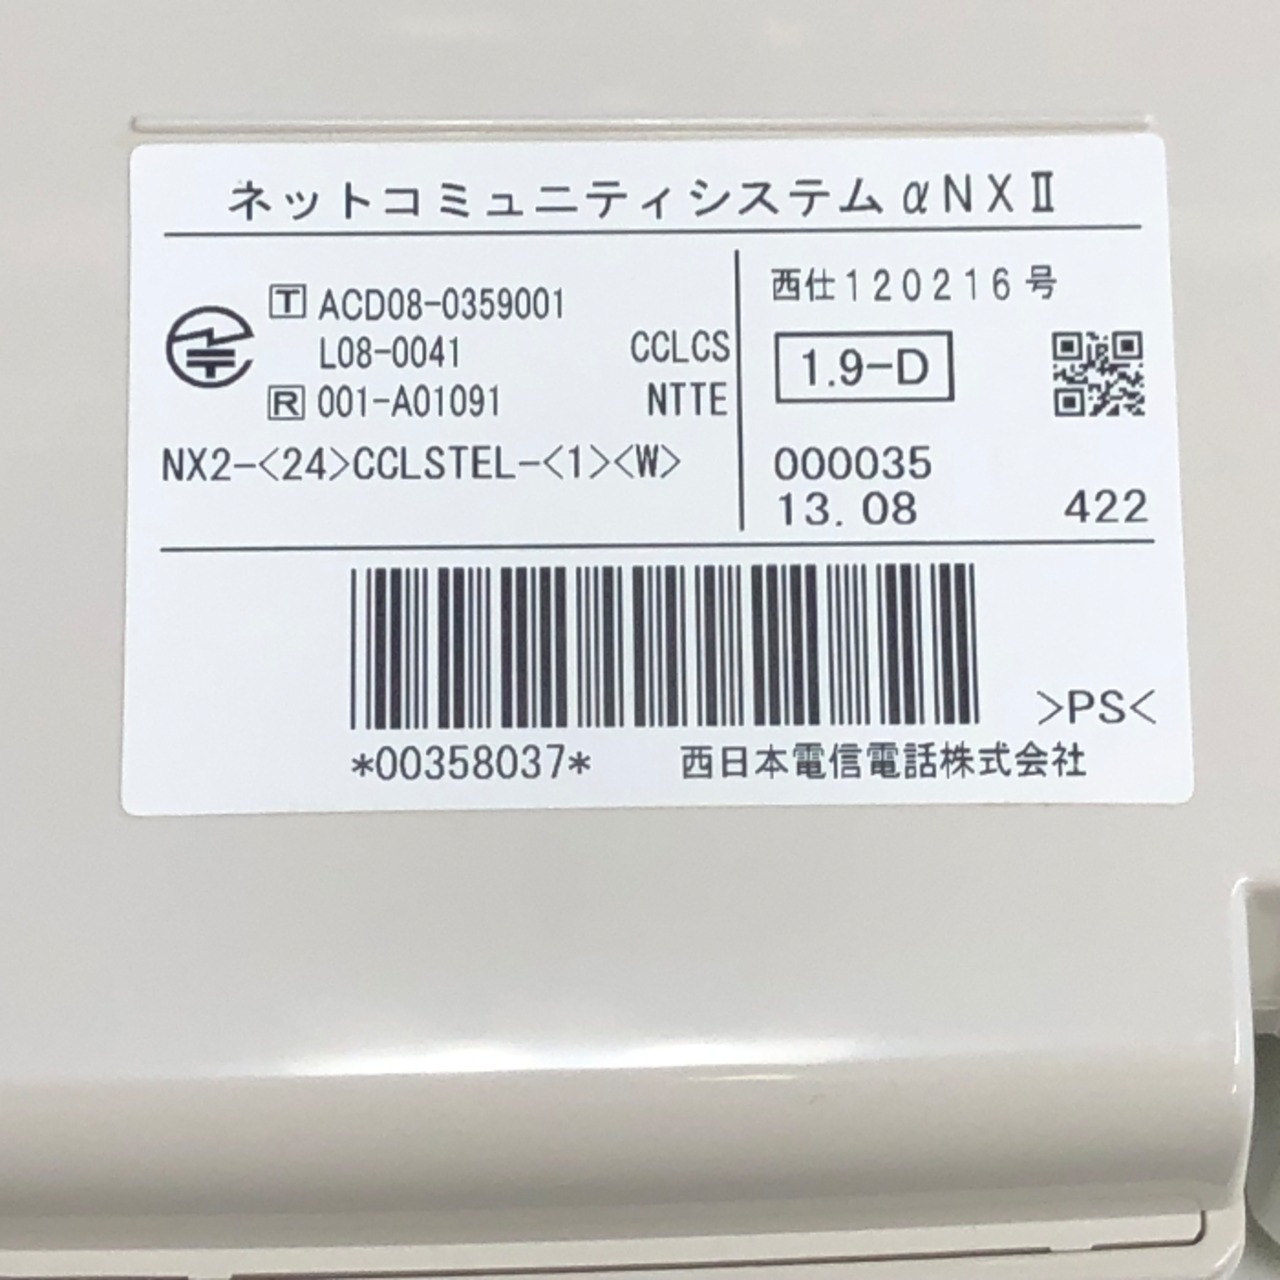 ネットコミュニティシステムαNXⅡ
T ACD08-0359001
L08-0041 CCLCS
R 001-A01091 NTTE
NX2-<24>CCLSTEL-<1><W>
西仕120216号
1.9-D
000035
13.08 422
>PS<
*00358037* 西日本電信電話株式会社